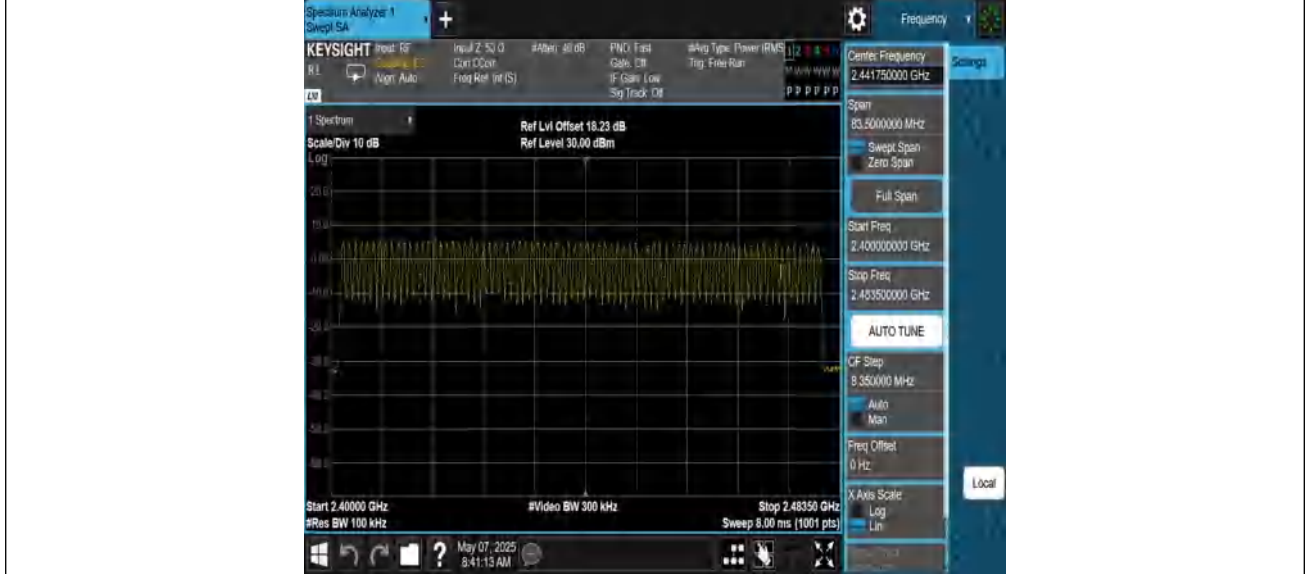 Spectrum Analyzer 1
Swept SA
+
Frequency
KEYSIGHT Input: RF
Input Z: 50 Ω
#Atten: 40 dB
PNO: Fast
#Avg Type: Power (RMS
Corr CCorr
Gate: Off
Trig: Free Run
Align: Auto
Freq Ref: Int (S)
IF Gain: Low
Sig Track: Off
P P P P P P
1 Spectrum
Ref Lvl Offset 18.23 dB
Scale/Div 10 dB
Ref Level 30.00 dBm
Log
Start 2.40000 GHz
#Video BW 300 kHz
Stop 2.48350 GHz
#Res BW 100 kHz
Sweep 8.00 ms (1001 pts)
May 07, 2025
8:41:13 AM
Center Frequency
2.441750000 GHz
Settings
Span
83.5000000 MHz
Swept Span
Zero Span
Full Span
Start Freq
2.400000000 GHz
Stop Freq
2.483500000 GHz
AUTO TUNE
CF Step
8.350000 MHz
Auto
Man
Freq Offset
0 Hz
X Axis Scale
Log
Lin
Local